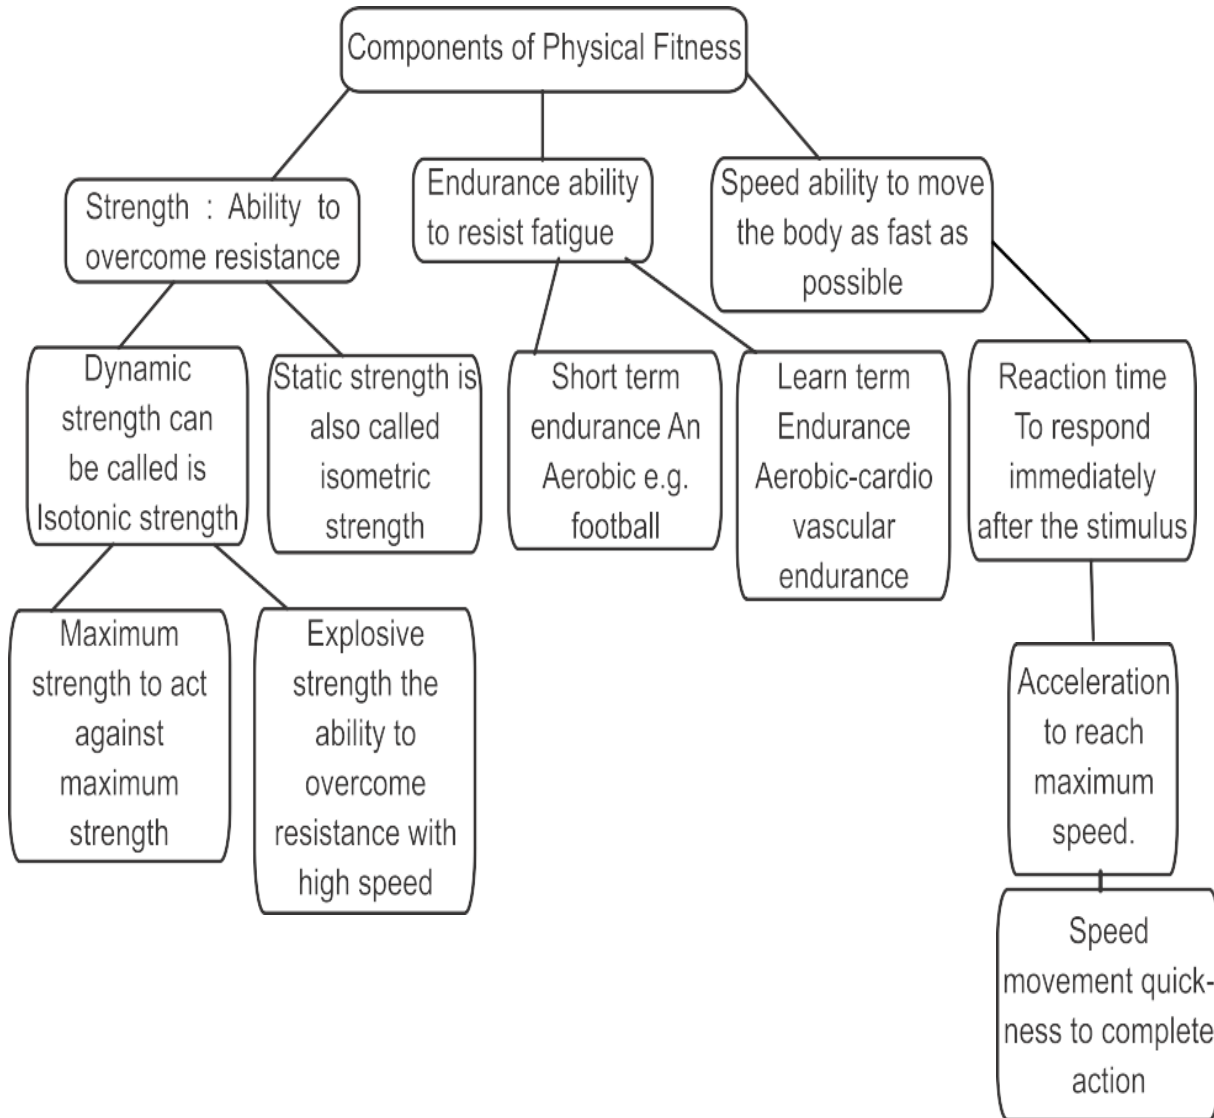 Components of Physical Fitness
Strength : Ability to
overcome resistance
Endurance ability
to resist fatigue
Speed ability to move
the body as fast as
possible
Dynamic
strength can
be called is
Isotonic strength
Static strength is
also called
isometric
strength
Short term
endurance An
Aerobic e.g.
football
Learn term
Endurance
Aerobic-cardio
vascular
endurance
Reaction time
To respond
immediately
after the stimulus
Maximum
strength to act
against
maximum
strength
Explosive
strength the
ability to
overcome
resistance with
high speed
Acceleration
to reach
maximum
speed.
Speed
movement quick-
ness to complete
action